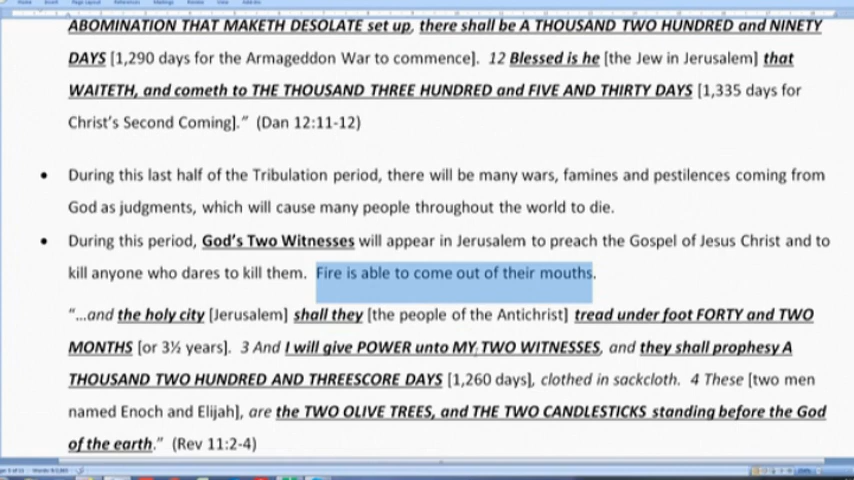 ABOMINATION THAT MAKETH DESOLATE set up, there shall be A THOUSAND TWO HUNDRED and NINETY
DAYS [1,290 days for the Armageddon War to commence].  12 Blessed is he [the Jew in Jerusalem] that
WAITETH, and cometh to THE THOUSAND THREE HUNDRED and FIVE AND THIRTY DAYS [1,335 days for
Christ's Second Coming]."  (Dan 12:11-12)
• During this last half of the Tribulation period, there will be many wars, famines and pestilences coming from
God as judgments, which will cause many people throughout the world to die.
• During this period, God's Two Witnesses will appear in Jerusalem to preach the Gospel of Jesus Christ and to
kill anyone who dares to kill them.  Fire is able to come out of their mouths.
"...and the holy city [Jerusalem] shall they [the people of the Antichrist] tread under foot FORTY and TWO
MONTHS [or 3½ years].  3 And I will give POWER unto MY TWO WITNESSES, and they shall prophesy A
THOUSAND TWO HUNDRED AND THREESCORE DAYS [1,260 days], clothed in sackcloth.  4 These [two men
named Enoch and Elijah], are the TWO OLIVE TREES, and THE TWO CANDLESTICKS standing before the God
of the earth."  (Rev 11:2-4)